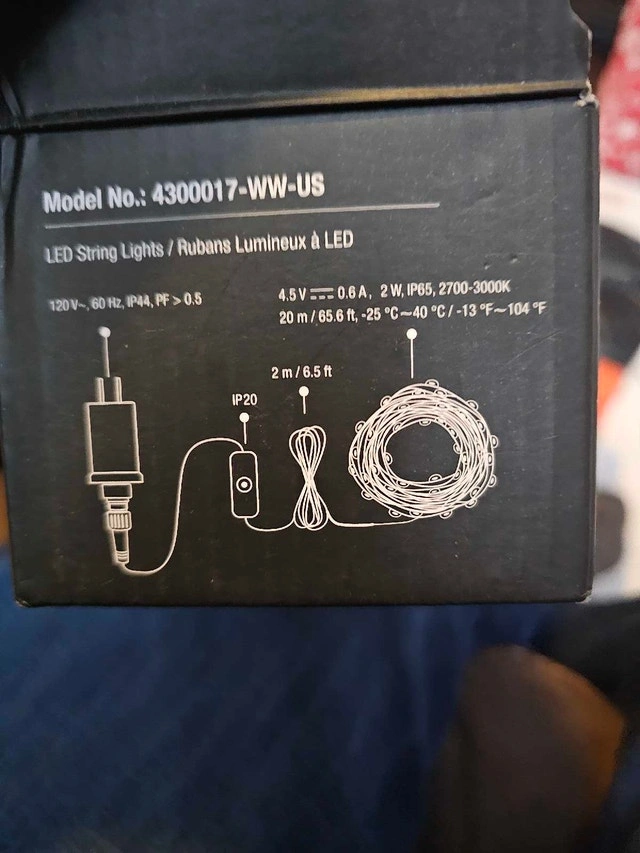 Model No.: 4300017-WW-US
LED String Lights / Rubans Lumineux à LED
120 V~, 60 Hz, IP44, PF > 0.5
4.5 V ⎓ 0.6 A, 2 W, IP65, 2700-3000K
20 m / 65.6 ft, -25 °C~40 °C / -13 °F~104 °F
2 m / 6.5 ft
IP20